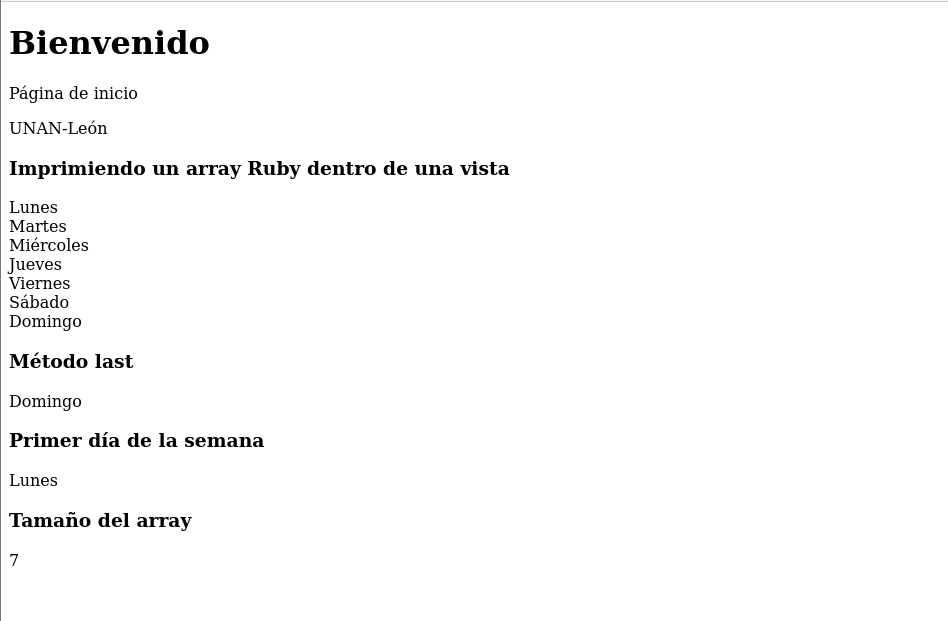 Bienvenido
Página de inicio
UNAN-León
Imprimiendo un array Ruby dentro de una vista
Lunes
Martes
Miércoles
Jueves
Viernes
Sábado
Domingo
Método last
Domingo
Primer día de la semana
Lunes
Tamaño del array
7